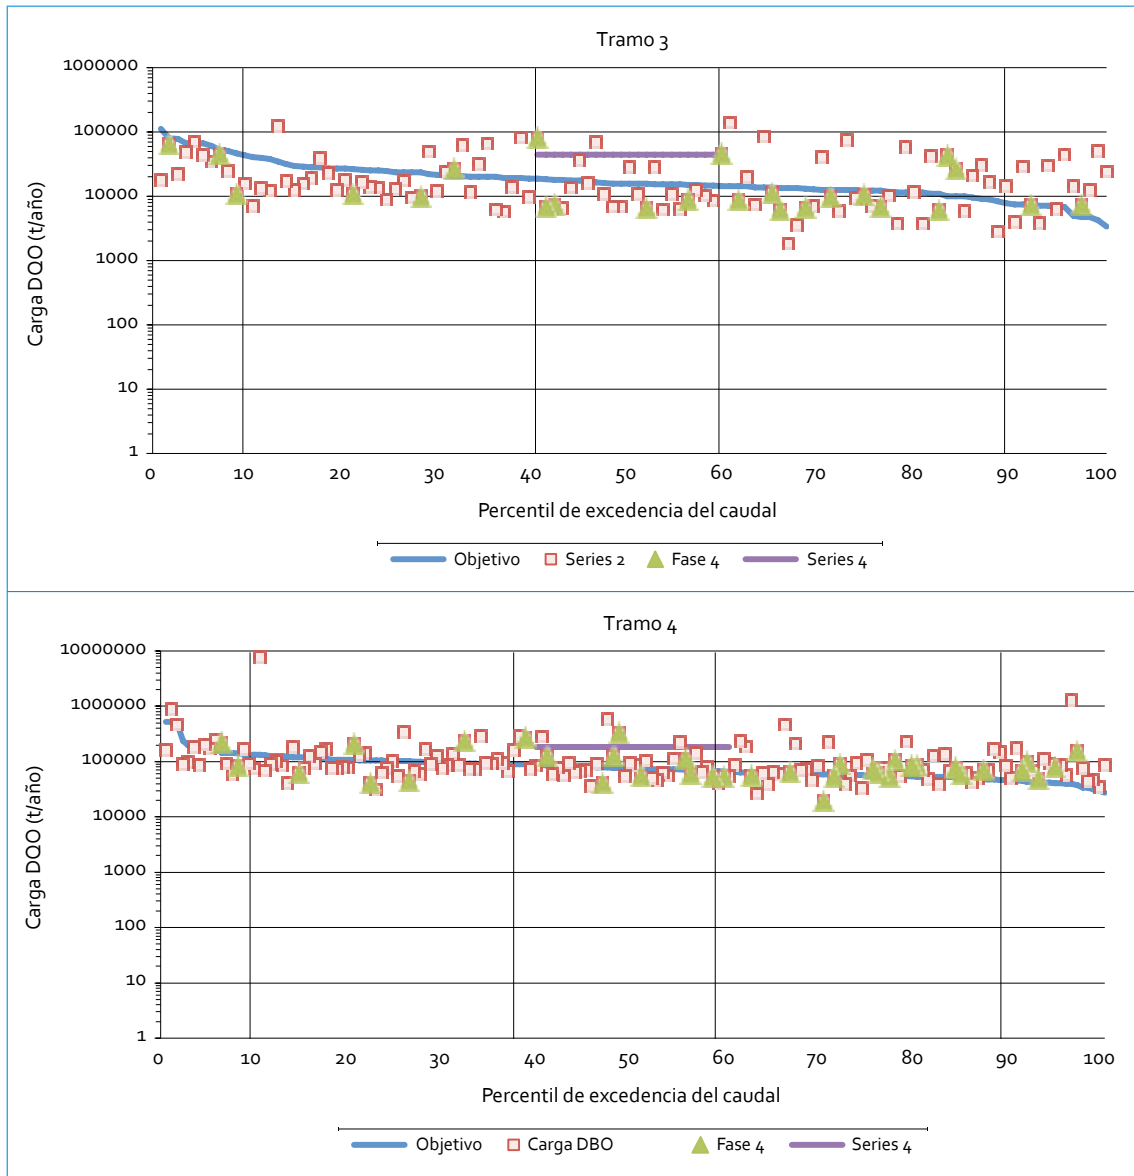 Tramo 3
1000000
100000
10000
1000
100
10
1
Carga DQO (t/año)
0 10 20 30 40 50 60 70 80 90 100
Percentil de excedencia del caudal
Objetivo Series 2 Fase 4 Series 4
Tramo 4
10000000
1000000
100000
10000
1000
100
10
1
Carga DQO (t/año)
0 10 20 30 40 50 60 70 80 90 100
Percentil de excedencia del caudal
Objetivo Carga DBO Fase 4 Series 4